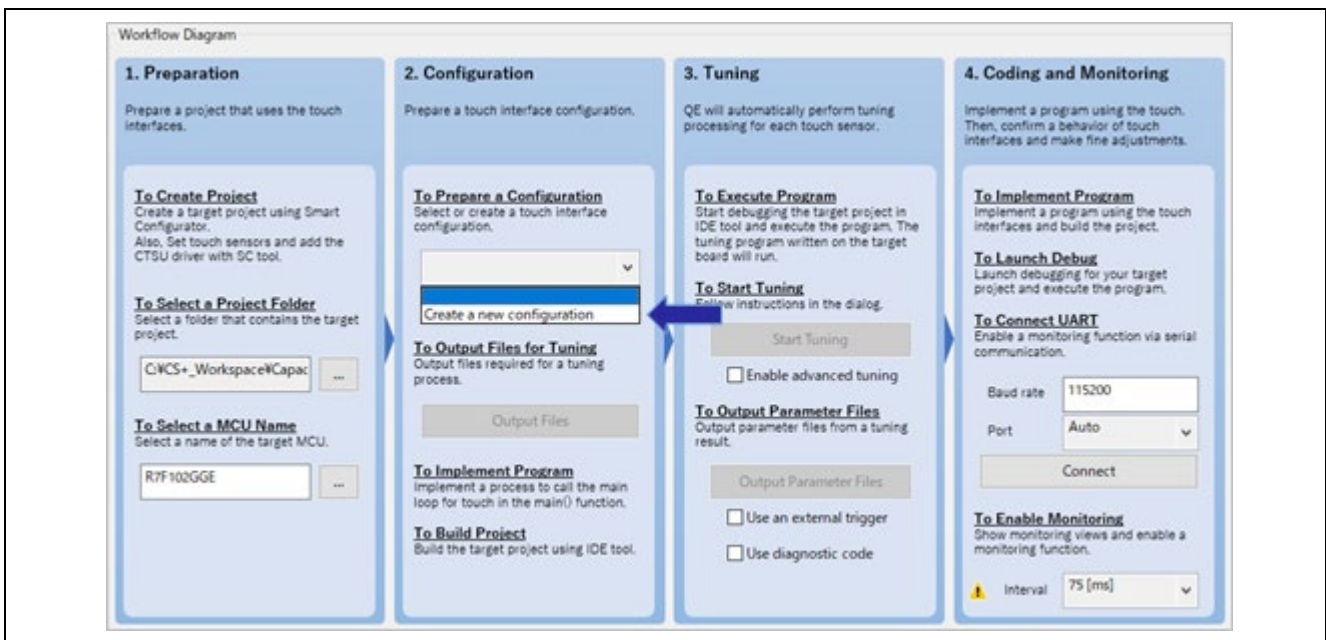 Workflow Diagram
1. Preparation
Prepare a project that uses the touch
interfaces.
To Create Project
Create a target project using Smart
Configurator.
Also, Set touch sensors and add the
CTSU driver with SC tool.
To Select a Project Folder
Select a folder that contains the target
project.
C:¥CS+_Workspace¥Capac
...
To Select a MCU Name
Select a name of the target MCU.
R7F102GGE
...
2. Configuration
Prepare a touch interface configuration.
To Prepare a Configuration
Select or create a touch interface
configuration.
Create a new configuration
To Output Files for Tuning
Output files required for a tuning
process.
Output Files
To Implement Program
Implement a process to call the main
loop for touch in the main() function.
To Build Project
Build the target project using IDE tool.
3. Tuning
QE will automatically perform tuning
processing for each touch sensor.
To Execute Program
Start debugging the target project in
IDE tool and execute the program. The
tuning program written on the target
board will run.
To Start Tuning
Follow instructions in the dialog.
Start Tuning
Enable advanced tuning
To Output Parameter Files
Output parameter files from a tuning
result.
Output Parameter Files
Use an external trigger
Use diagnostic code
4. Coding and Monitoring
Implement a program using the touch.
Then, confirm a behavior of touch
interfaces and make fine adjustments.
To Implement Program
Implement a program using the touch
interfaces and build the project.
To Launch Debug
Launch debugging for your target
project and execute the program.
To Connect UART
Enable a monitoring function via serial
communication.
Baud rate 115200
Port Auto
Connect
To Enable Monitoring
Show monitoring views and enable a
monitoring function.
Interval 75 [ms]